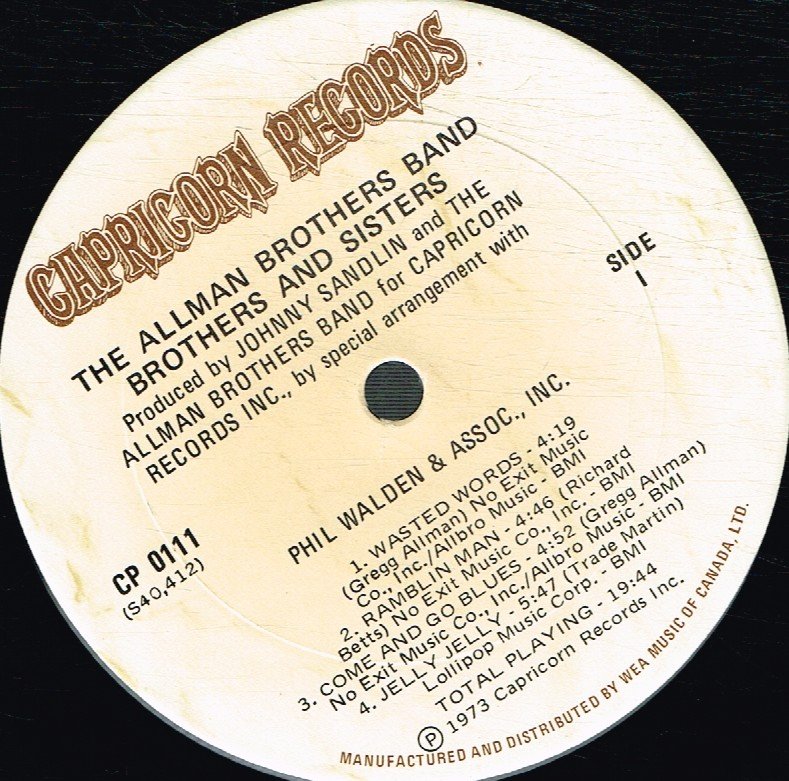 CAPRICORN RECORDS
THE ALLMAN BROTHERS BAND
BROTHERS AND SISTERS
Produced by JOHNNY SANDLIN and THE
ALLMAN BROTHERS BAND for CAPRICORN
RECORDS INC., by special arrangement with
PHIL WALDEN & ASSOC., INC.
SIDE
I
CP 0111
(S40,412)
1. WASTED WORDS - 4:19
(Gregg Allman) No Exit Music
Co., Inc./Allbro Music - BMI
2. RAMBLIN MAN - 4:46 (Richard
Betts) No Exit Music Co., Inc. - BMI
3. COME AND GO BLUES - 4:52 (Gregg Allman)
No Exit Music Co., Inc./Allbro Music - BMI
4. JELLY JELLY - 5:47 (Trade Martin)
Lollipop Music Corp. - BMI
TOTAL PLAYING - 19:44
Ⓟ 1973 Capricorn Records Inc.
MANUFACTURED AND DISTRIBUTED BY WEA MUSIC OF CANADA, LTD.